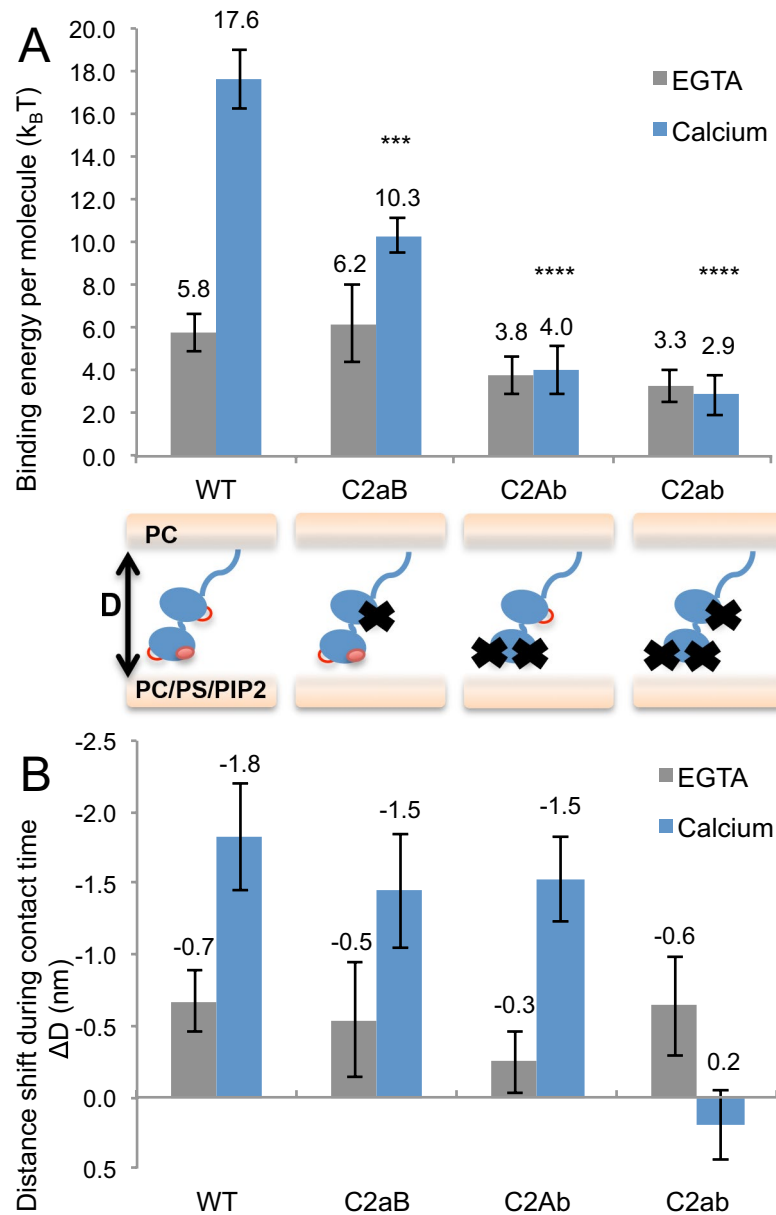 A
Binding energy per molecule (kBT)
20.0
18.0
16.0
14.0
12.0
10.0
8.0
6.0
4.0
2.0
0.0
17.6
EGTA
Calcium
***
10.3
5.8
6.2
****
****
3.8
4.0
3.3
2.9
WT
C2aB
C2Ab
C2ab
PC
D
PC/PS/PIP2
B
Distance shift during contact time
ΔD (nm)
-2.5
-2.0
-1.5
-1.0
-0.5
0.0
0.5
EGTA
Calcium
-0.7
-1.8
-0.5
-1.5
-0.3
-1.5
-0.6
0.2
WT
C2aB
C2Ab
C2ab